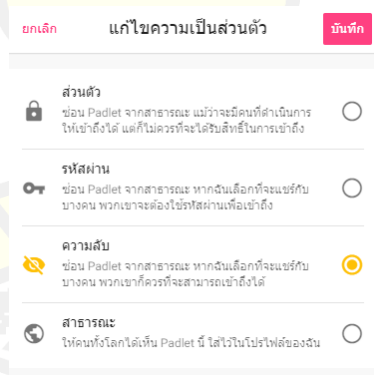 ยกเลิก แก้ไขความเป็นส่วนตัว บันทึก
ส่วนตัว
ซ่อน Padlet จากสาธารณะ แม้ว่าจะมีคนที่ดำเนินการ
ให้เข้าถึงได้ แต่ก็ไม่ควรที่จะได้รับสิทธิ์ในการเข้าถึง
รหัสผ่าน
ซ่อน Padlet จากสาธารณะ หากฉันเลือกที่จะแชร์กับ
บางคน พวกเขาจะต้องใช้รหัสผ่านเพื่อเข้าถึง
ความลับ
ซ่อน Padlet จากสาธารณะ หากฉันเลือกที่จะแชร์กับ
บางคน พวกเขาก็ควรที่จะสามารถเข้าถึงได้
สาธารณะ
ให้คนทั้งโลกได้เห็น Padlet นี้ ใส่ไว้ในโปรไฟล์ของฉัน